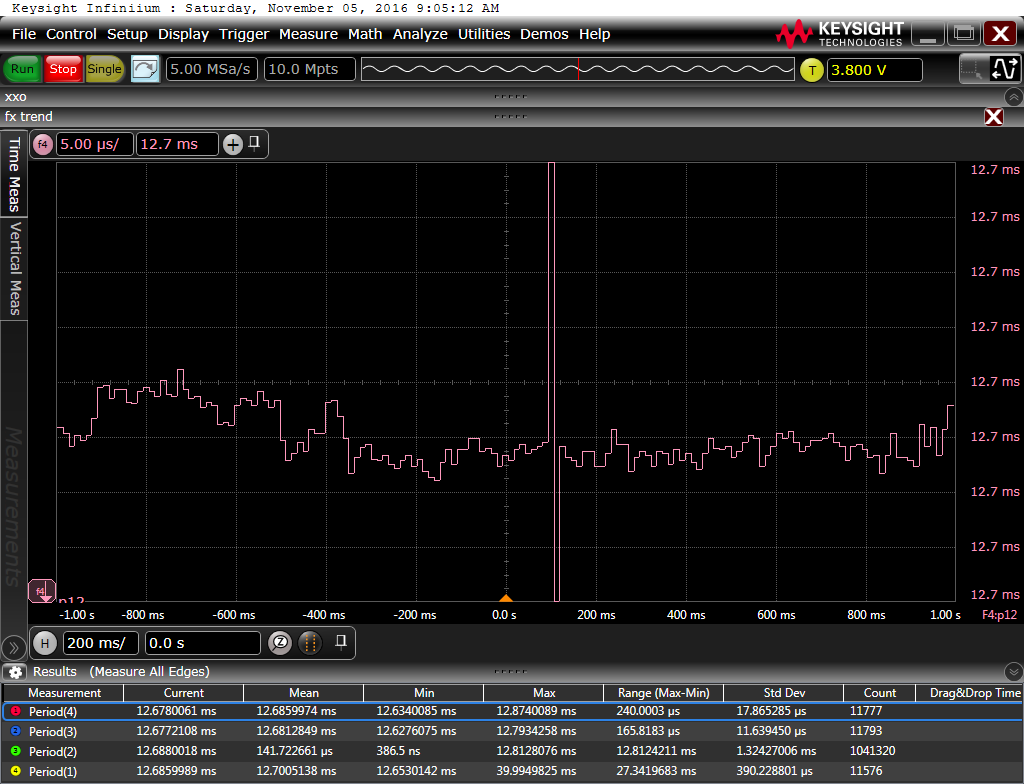 Keysight Infiniium : Saturday, November 05, 2016 9:05:12 AM
File Control Setup Display Trigger Measure Math Analyze Utilities Demos Help
KEYSIGHT
TECHNOLOGIES
Run Stop Single 5.00 MSa/s 10.0 Mpts T 3.800 V
xxo
fx trend
Time Meas
Vertical Meas
Measurements
f4 5.00 µs/ 12.7 ms
12.7 ms
12.7 ms
12.7 ms
12.7 ms
12.7 ms
12.7 ms
12.7 ms
12.7 ms
12.7 ms
f4
p12
-1.00 s -800 ms -600 ms -400 ms -200 ms 0.0 s 200 ms 400 ms 600 ms 800 ms 1.00 s F4:p12
H 200 ms/ 0.0 s Z
Results (Measure All Edges)
Measurement Current Mean Min Max Range (Max-Min) Std Dev Count Drag&Drop Time
1 Period(4) 12.6780061 ms 12.6859974 ms 12.6340085 ms 12.8740089 ms 240.0003 µs 17.865285 µs 11777
2 Period(3) 12.6772108 ms 12.6812849 ms 12.6276075 ms 12.7934258 ms 165.8183 µs 11.639450 µs 11793
3 Period(2) 12.6880018 ms 141.722661 µs 386.5 ns 12.8128076 ms 12.8124211 ms 1.32427006 ms 1041320
4 Period(1) 12.6859989 ms 12.7005138 ms 12.6530142 ms 39.9949825 ms 27.3419683 ms 390.228801 µs 11576